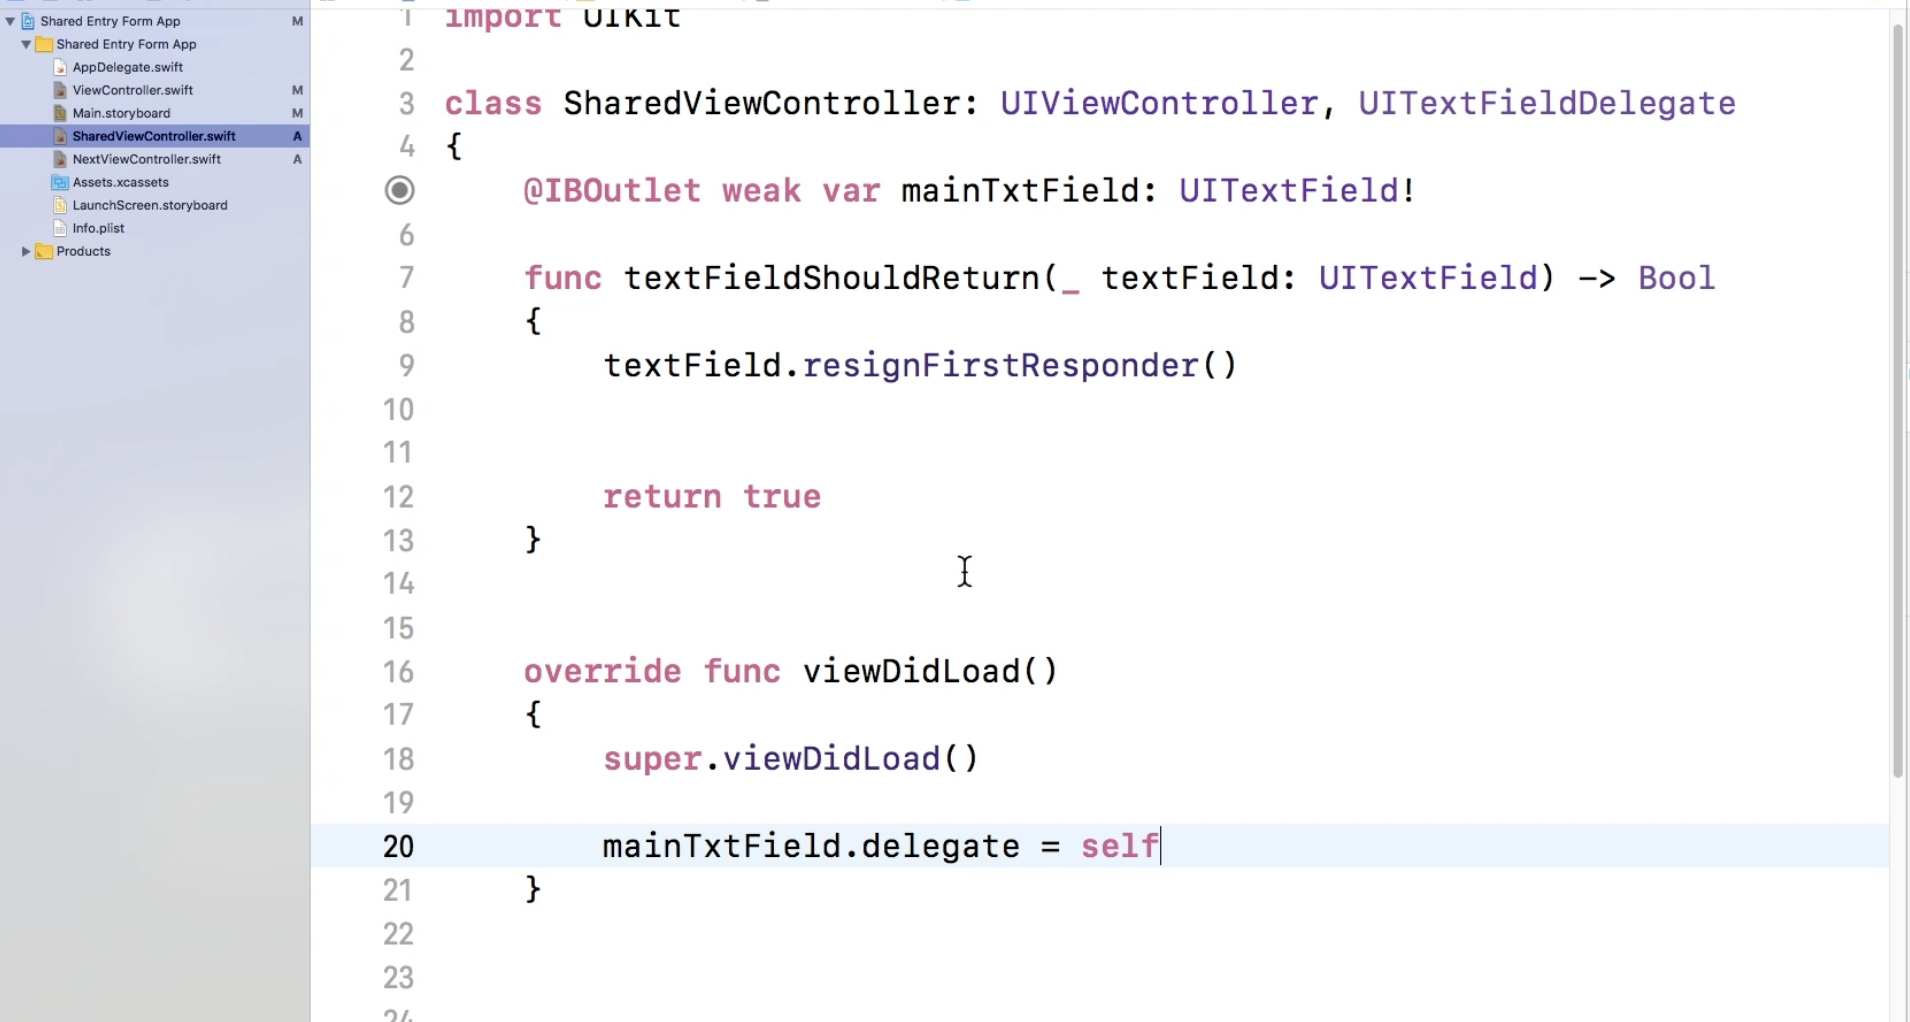 Shared Entry Form App M
Shared Entry Form App
AppDelegate.swift
ViewController.swift M
Main.storyboard M
SharedViewController.swift A
NextViewController.swift A
Assets.xcassets
LaunchScreen.storyboard
Info.plist
Products
1 import UIKit
2
3 class SharedViewController: UIViewController, UITextFieldDelegate
4 {
@IBOutlet weak var mainTxtField: UITextField!
6
7 func textFieldShouldReturn(_ textField: UITextField) -> Bool
8 {
9 textField.resignFirstResponder()
10
11
12 return true
13 }
14
15
16 override func viewDidLoad()
17 {
18 super.viewDidLoad()
19
20 mainTxtField.delegate = self
21 }
22
23
24